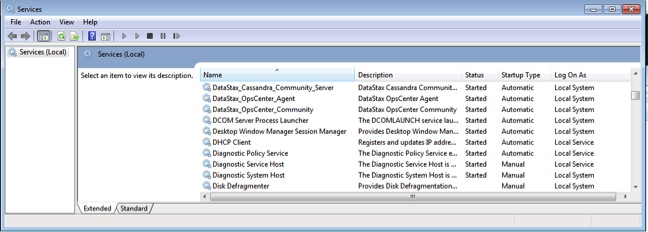 Services
File Action View Help
Services (Local)
Services (Local)
Select an item to view its description.
Name Description Status Startup Type Log On As
DataStax_Cassandra_Community_Server DataStax Cassandra Communit... Started Automatic Local System
DataStax_OpsCenter_Agent DataStax OpsCenter Agent Started Automatic Local System
DataStax_OpsCenter_Community DataStax OpsCenter Community Started Automatic Local System
DCOM Server Process Launcher The DCOMLAUNCH service lau... Started Automatic Local System
Desktop Window Manager Session Manager Provides Desktop Window Man... Started Automatic Local System
DHCP Client Registers and updates IP addre... Started Automatic Local Service
Diagnostic Policy Service The Diagnostic Policy Service e... Started Automatic Local Service
Diagnostic Service Host The Diagnostic Service Host is ... Started Manual Local Service
Diagnostic System Host The Diagnostic System Host is ... Started Manual Local System
Disk Defragmenter Provides Disk Defragmentation... Manual Local System
Extended Standard